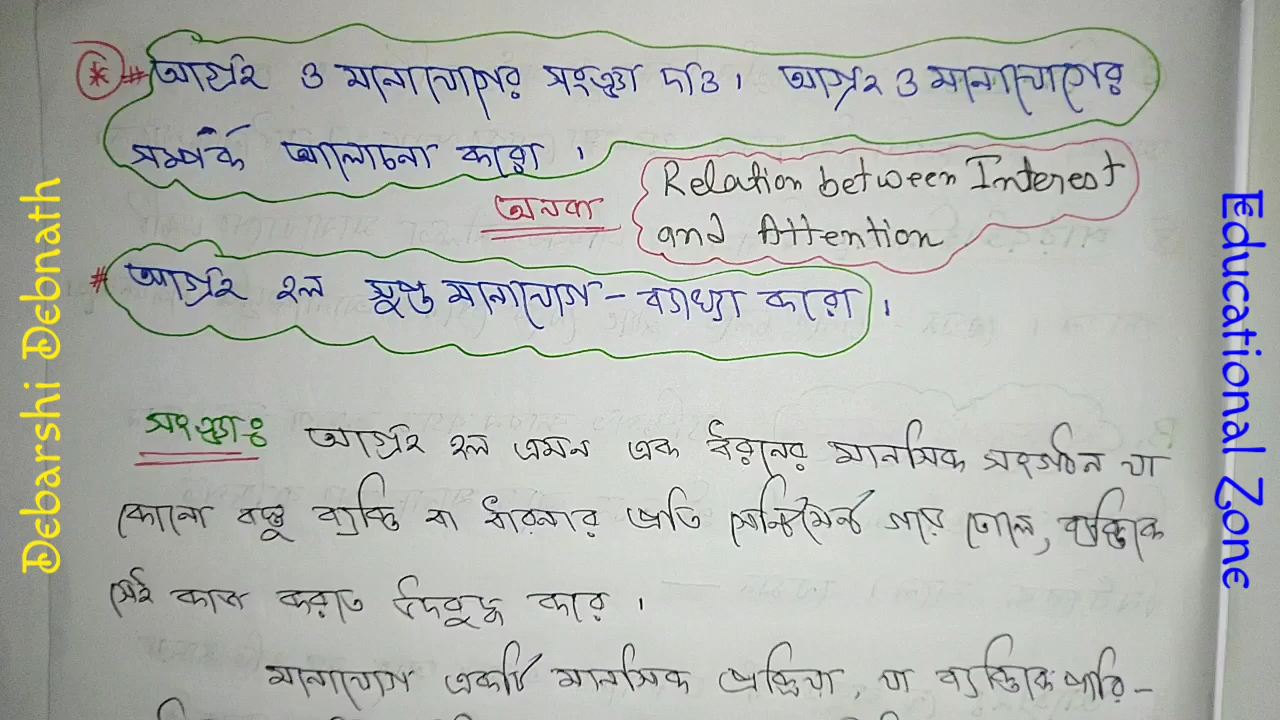 * # আগ্রহ ও মনোযোগের সংজ্ঞা দাও। আগ্রহ ও মনোযোগের
সম্পর্ক আলোচনা করো।
অথবা
Relation between Interest
and Attention
# আগ্রহ হল সুপ্ত মনোযোগ - ব্যাখ্যা করো।
সংজ্ঞাঃ আগ্রহ হল এমন এক ধরনের মানসিক সংগঠন যা
কোনো বস্তু ব্যক্তি বা ধারনার প্রতি সেন্টিমেন্ট গড়ে তোলে, ব্যক্তিকে
সেই কাজ করতে উদবুদ্ধ করে।
মনোযোগ একটি মানসিক প্রক্রিয়া, যা ব্যক্তিকে পারি-
Debarshi Debnath
Educational Zone